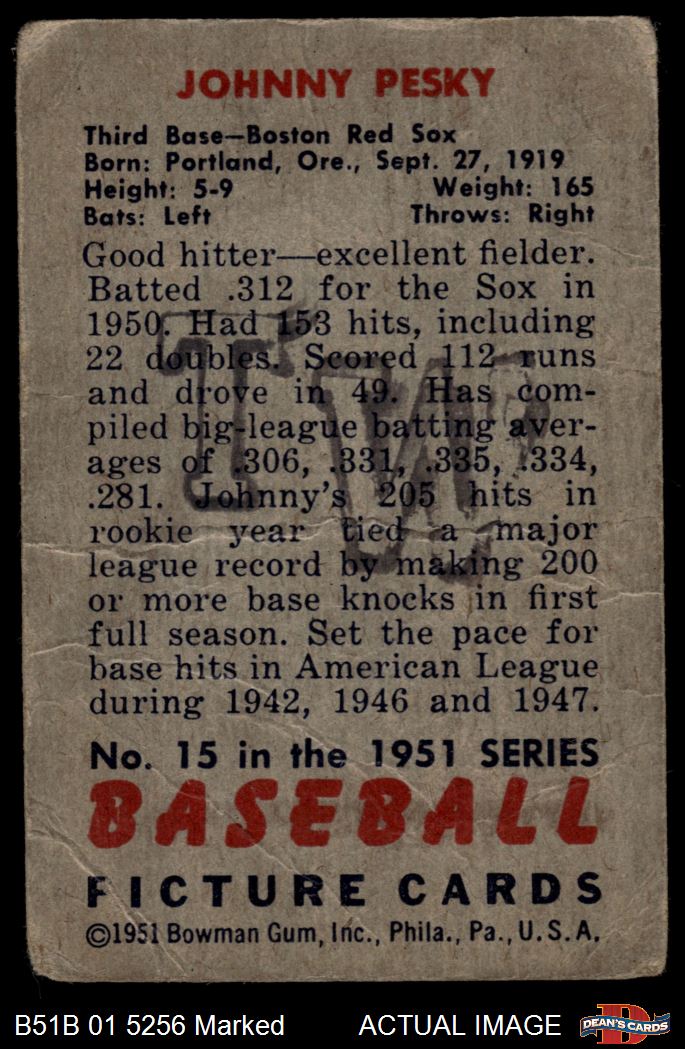 JOHNNY PESKY
Third Base—Boston Red Sox
Born: Portland, Ore., Sept. 27, 1919
Height: 5-9 Weight: 165
Bats: Left Throws: Right
Good hitter—excellent fielder.
Batted .312 for the Sox in
1950. Had 153 hits, including
22 doubles. Scored 112 runs
and drove in 49. Has com-
piled big-league batting aver-
ages of .306, .331, .335, .334,
.281. Johnny's 205 hits in
rookie year tied a major
league record by making 200
or more base knocks in first
full season. Set the pace for
base hits in American League
during 1942, 1946 and 1947.
No. 15 in the 1951 SERIES
BASEBALL
PICTURE CARDS
©1951 Bowman Gum, Inc., Phila., Pa., U.S.A.
B51B 01 5256 Marked ACTUAL IMAGE DEAN'S CARDS